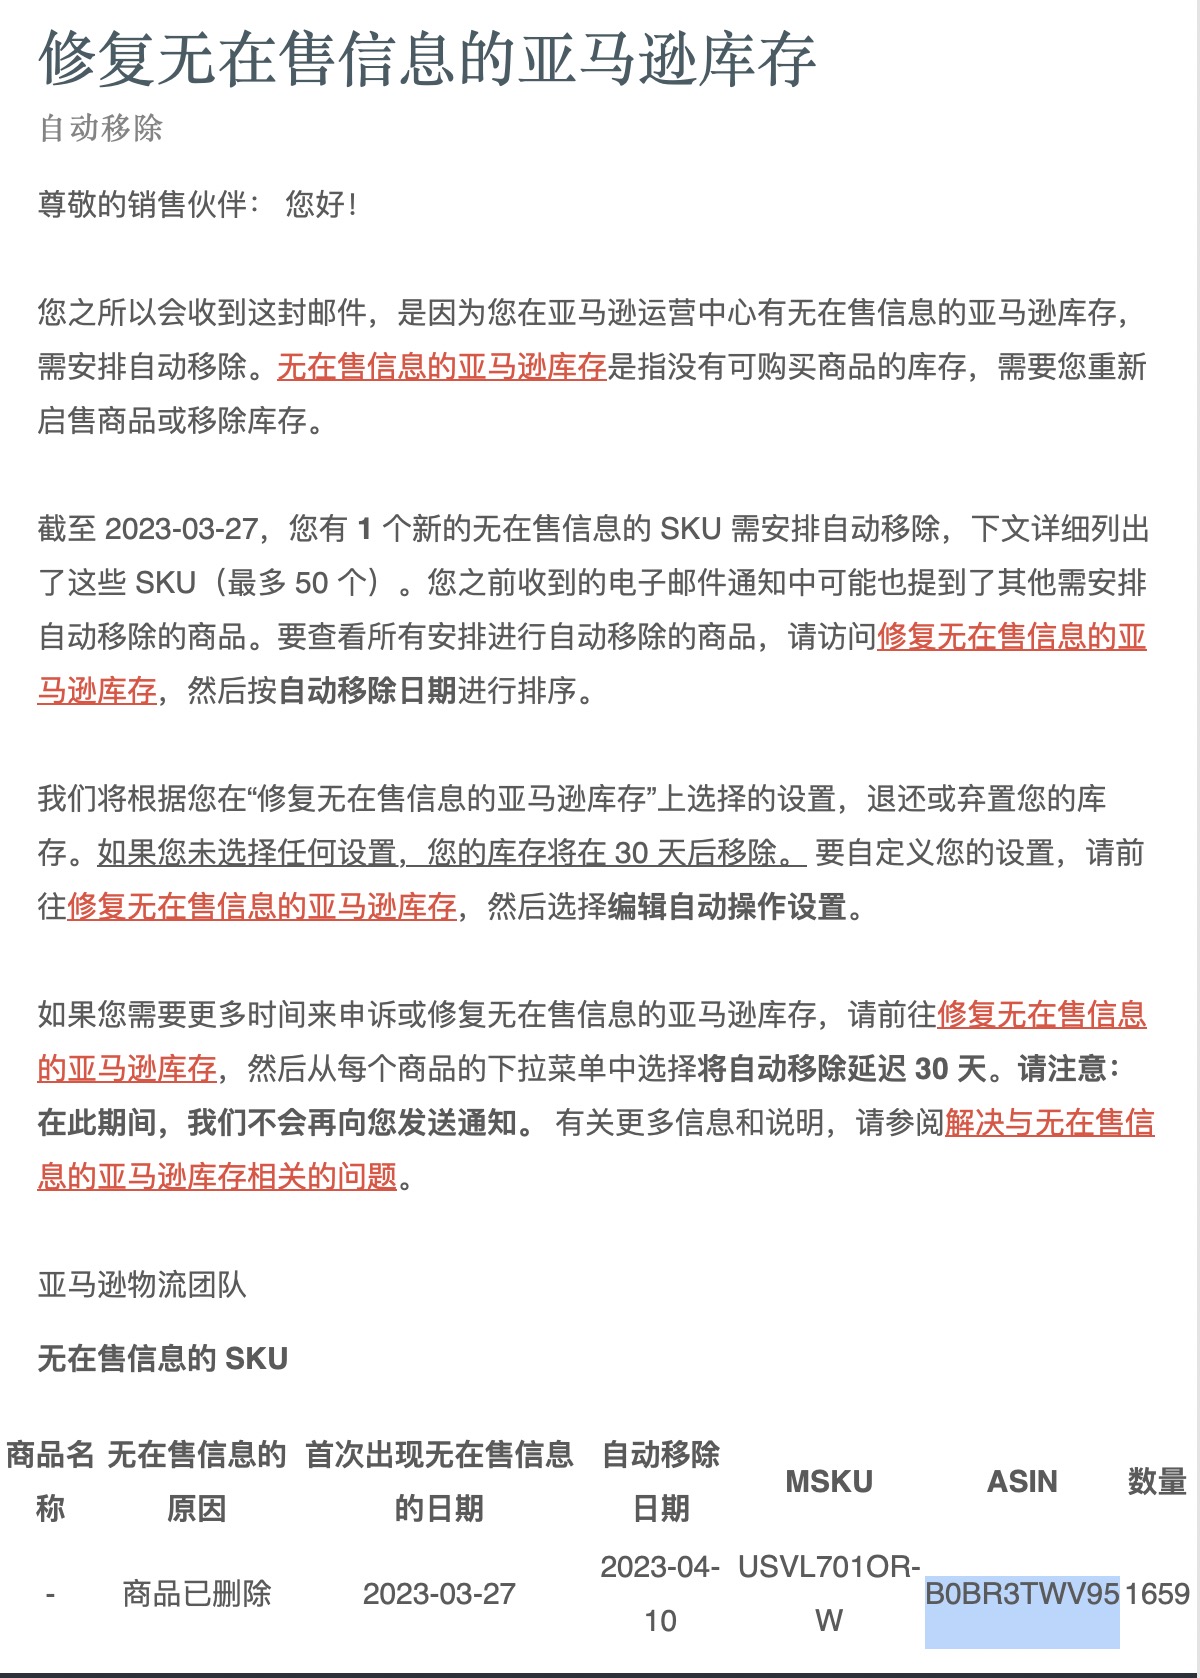 修复无在售信息的亚马逊库存
自动移除
尊敬的销售伙伴： 您好！
您之所以会收到这封邮件，是因为您在亚马逊运营中心有无在售信息的亚马逊库存，
需安排自动移除。无在售信息的亚马逊库存是指没有可购买商品的库存，需要您重新
启售商品或移除库存。
截至 2023-03-27，您有 1 个新的无在售信息的 SKU 需安排自动移除，下文详细列出
了这些 SKU（最多 50 个）。您之前收到的电子邮件通知中可能也提到了其他需安排
自动移除的商品。要查看所有安排进行自动移除的商品，请访问修复无在售信息的亚
马逊库存，然后按自动移除日期进行排序。
我们将根据您在“修复无在售信息的亚马逊库存”上选择的设置，退还或弃置您的库
存。如果您未选择任何设置，您的库存将在 30 天后移除。 要自定义您的设置，请前
往修复无在售信息的亚马逊库存，然后选择编辑自动操作设置。
如果您需要更多时间来申诉或修复无在售信息的亚马逊库存，请前往修复无在售信息
的亚马逊库存，然后从每个商品的下拉菜单中选择将自动移除延迟 30 天。请注意：
在此期间，我们不会再向您发送通知。 有关更多信息和说明，请参阅解决与无在售信
息的亚马逊库存相关的问题。
亚马逊物流团队
无在售信息的 SKU
商品名 无在售信息的 首次出现无在售信息 自动移除 MSKU ASIN 数量
称 原因 的日期 日期
- 商品已删除 2023-03-27 2023-04- USVL701OR- B0BR3TWV95 1659
10 W